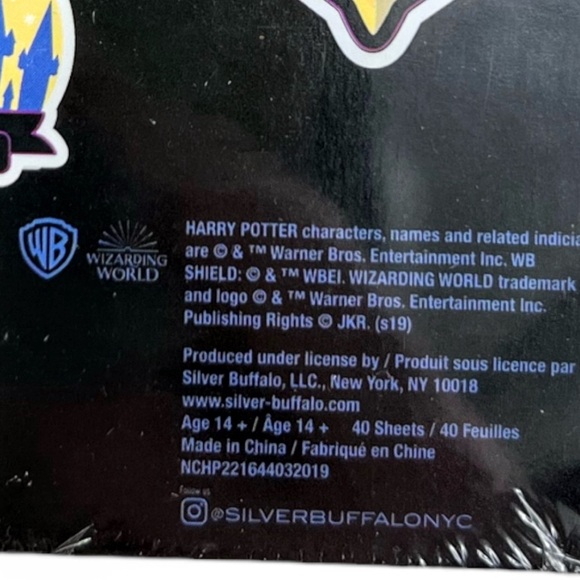 WB
WIZARDING
WORLD
HARRY POTTER characters, names and related indicia
are © & ™ Warner Bros. Entertainment Inc. WB
SHIELD: © & ™ WBEI. WIZARDING WORLD trademark
and logo © & ™ Warner Bros. Entertainment Inc.
Publishing Rights © JKR. (s19)
Produced under license by / Produit sous licence par
Silver Buffalo, LLC., New York, NY 10018
www.silver-buffalo.com
Age 14 + / Âge 14 + 40 Sheets / 40 Feuilles
Made in China / Fabriqué en Chine
NCHP221644032019
Follow us
@SILVERBUFFALONYC